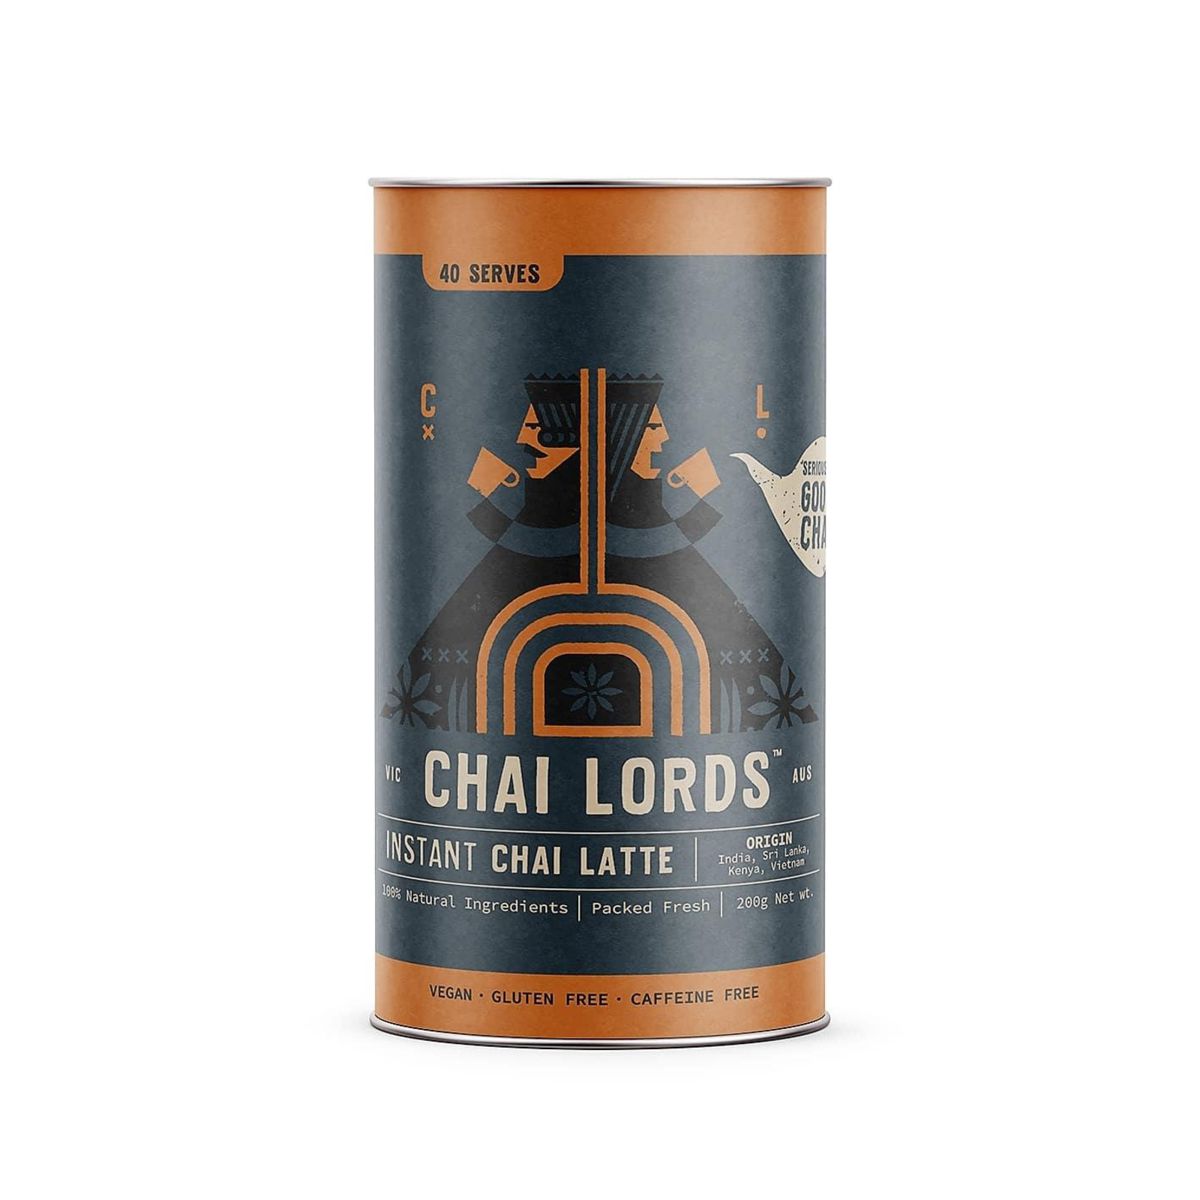 40 SERVES
C
L
"SERIOUS
GOO
CHA
VIC
CHAI LORDS™
AUS
INSTANT CHAI LATTE
ORIGIN
India, Sri Lanka,
Kenya, Vietnam
100% Natural Ingredients
Packed Fresh
200g Net wt.
VEGAN · GLUTEN FREE · CAFFEINE FREE